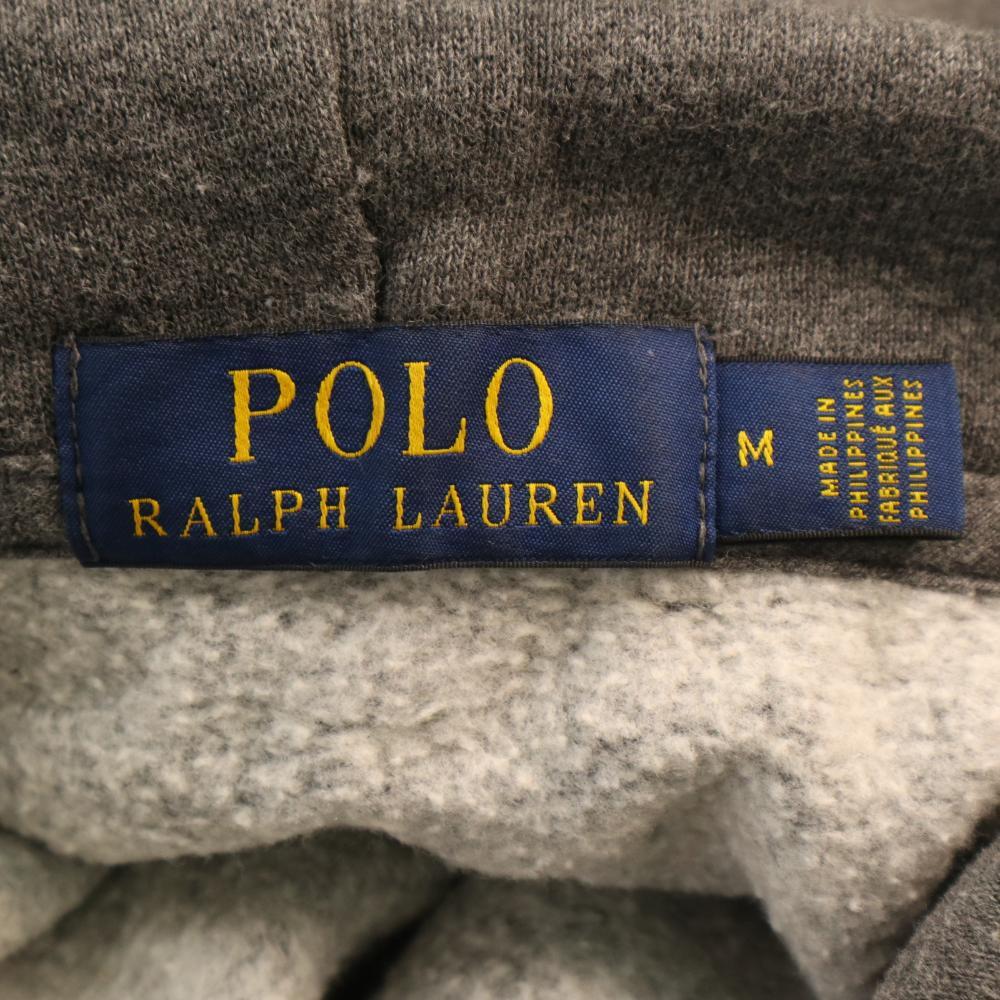 POLO
RALPH LAUREN
M
MADE IN
PHILIPPINES
FABRIQUÉ AUX
PHILIPPINES